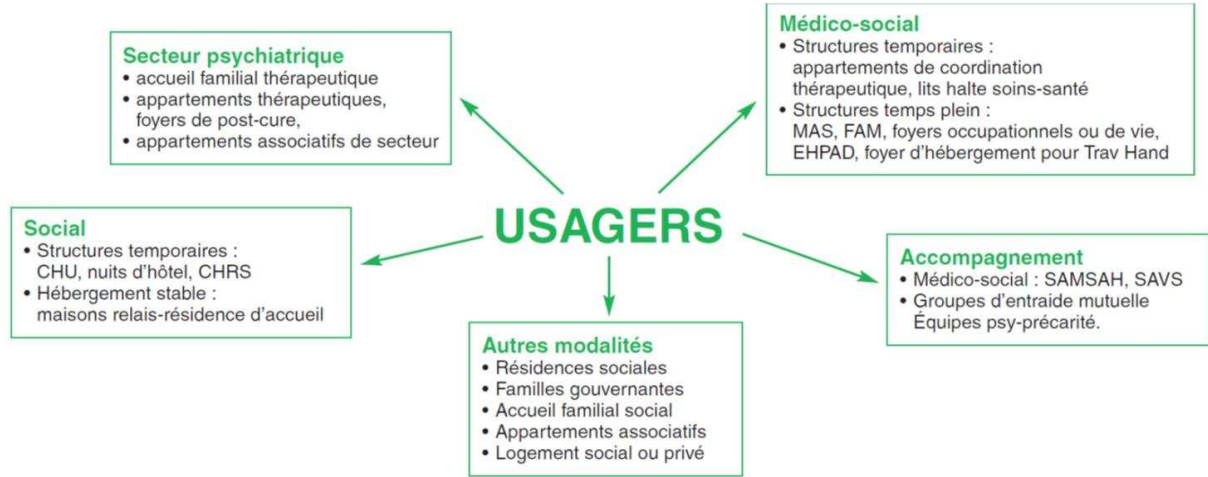 Secteur psychiatrique
• accueil familial thérapeutique
• appartements thérapeutiques,
foyers de post-cure,
• appartements associatifs de secteur
Médico-social
• Structures temporaires :
appartements de coordination
thérapeutique, lits halte soins-santé
• Structures temps plein :
MAS, FAM, foyers occupationnels ou de vie,
EHPAD, foyer d'hébergement pour Trav Hand
USAGERS
Social
• Structures temporaires :
CHU, nuits d'hôtel, CHRS
• Hébergement stable :
maisons relais-résidence d'accueil
Accompagnement
• Médico-social : SAMSAH, SAVS
• Groupes d'entraide mutuelle
Équipes psy-précarité.
Autres modalités
• Résidences sociales
• Familles gouvernantes
• Accueil familial social
• Appartements associatifs
• Logement social ou privé